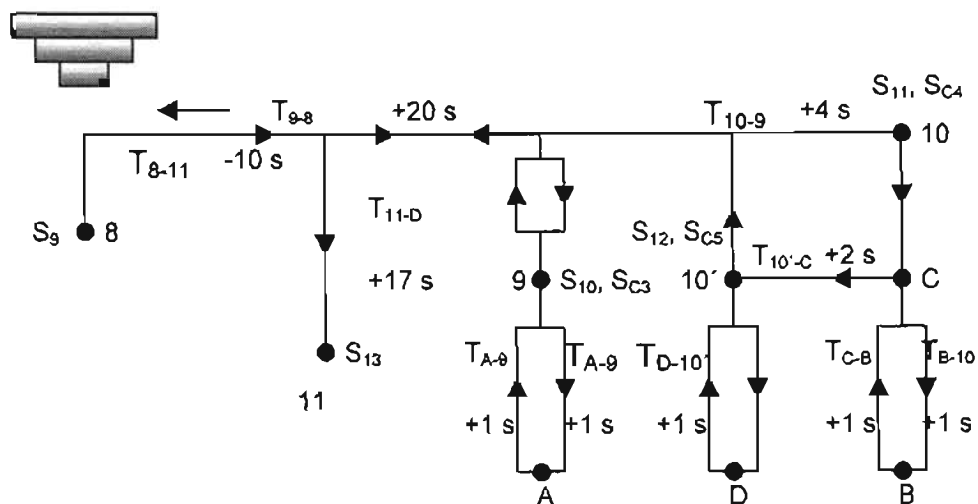 S11, SC4
T9-8 +20 s T10-9 +4 s 10
T8-11 -10 s
T11-D
S9 8 S12, SC5
T10'-C +2 s
+17 s 9 S10, SC3 10' C
S13 TA-9 TA-9 TD-10' TC-B TB-10
11
+1 s +1 s +1 s +1 s +1 s
A D B